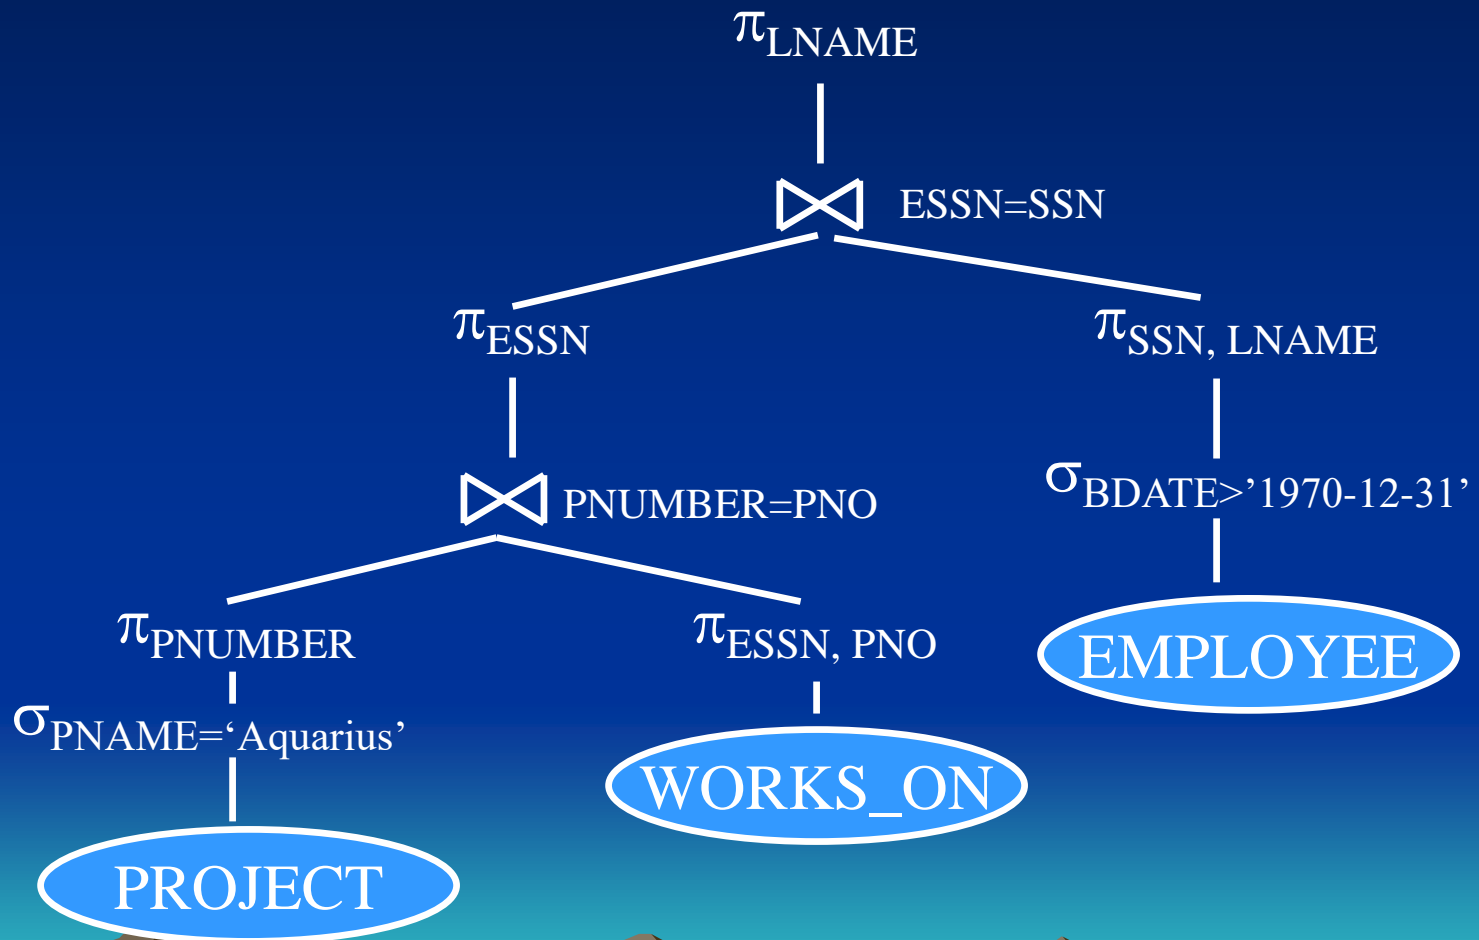 πLNAME
ESSN=SSN
πESSN
πSSN, LNAME
PNUMBER=PNO
σBDATE>’1970-12-31’
πPNUMBER
πESSN, PNO
EMPLOYEE
σPNAME=‘Aquarius’
WORKS_ON
PROJECT